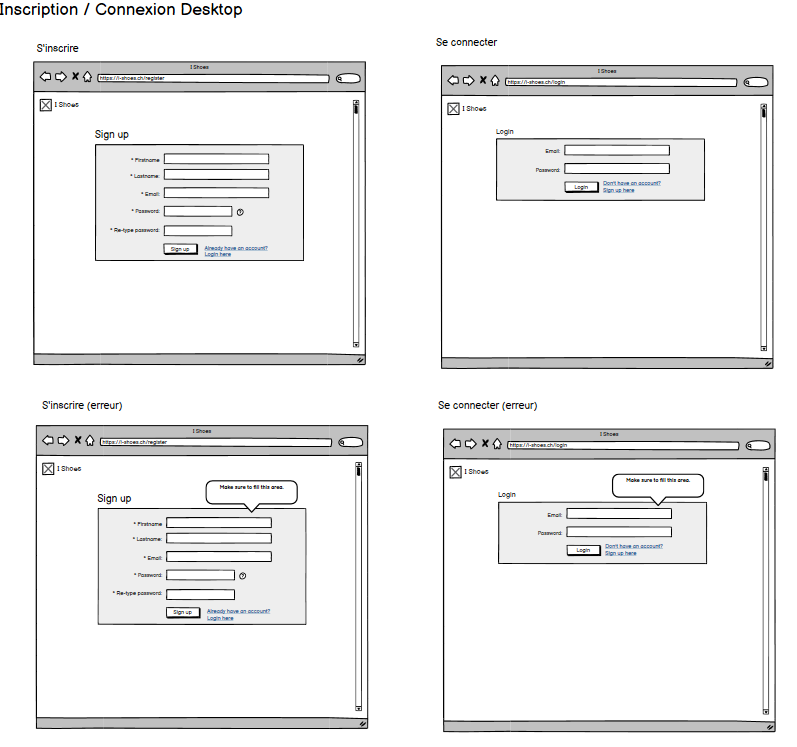 Inscription / Connexion Desktop
S'inscrire
I Shoes
https://i-shoes.ch/register
I Shoes
Sign up
* Firstname
* Lastname:
* Email:
* Password:
?
* Re-type password:
Sign up
Already have an account?
Login here
Se connecter
I Shoes
https://i-shoes.ch/login
I Shoes
Login
Email:
Password:
Login
Don't have an account?
Sign up here
S'inscrire (erreur)
I Shoes
https://i-shoes.ch/register
I Shoes
Make sure to fill this area.
Sign up
* Firstname
* Lastname:
* Email:
* Password:
?
* Re-type password:
Sign up
Already have an account?
Login here
Se connecter (erreur)
I Shoes
https://i-shoes.ch/login
I Shoes
Make sure to fill this area.
Login
Email:
Password:
Login
Don't have an account?
Sign up here